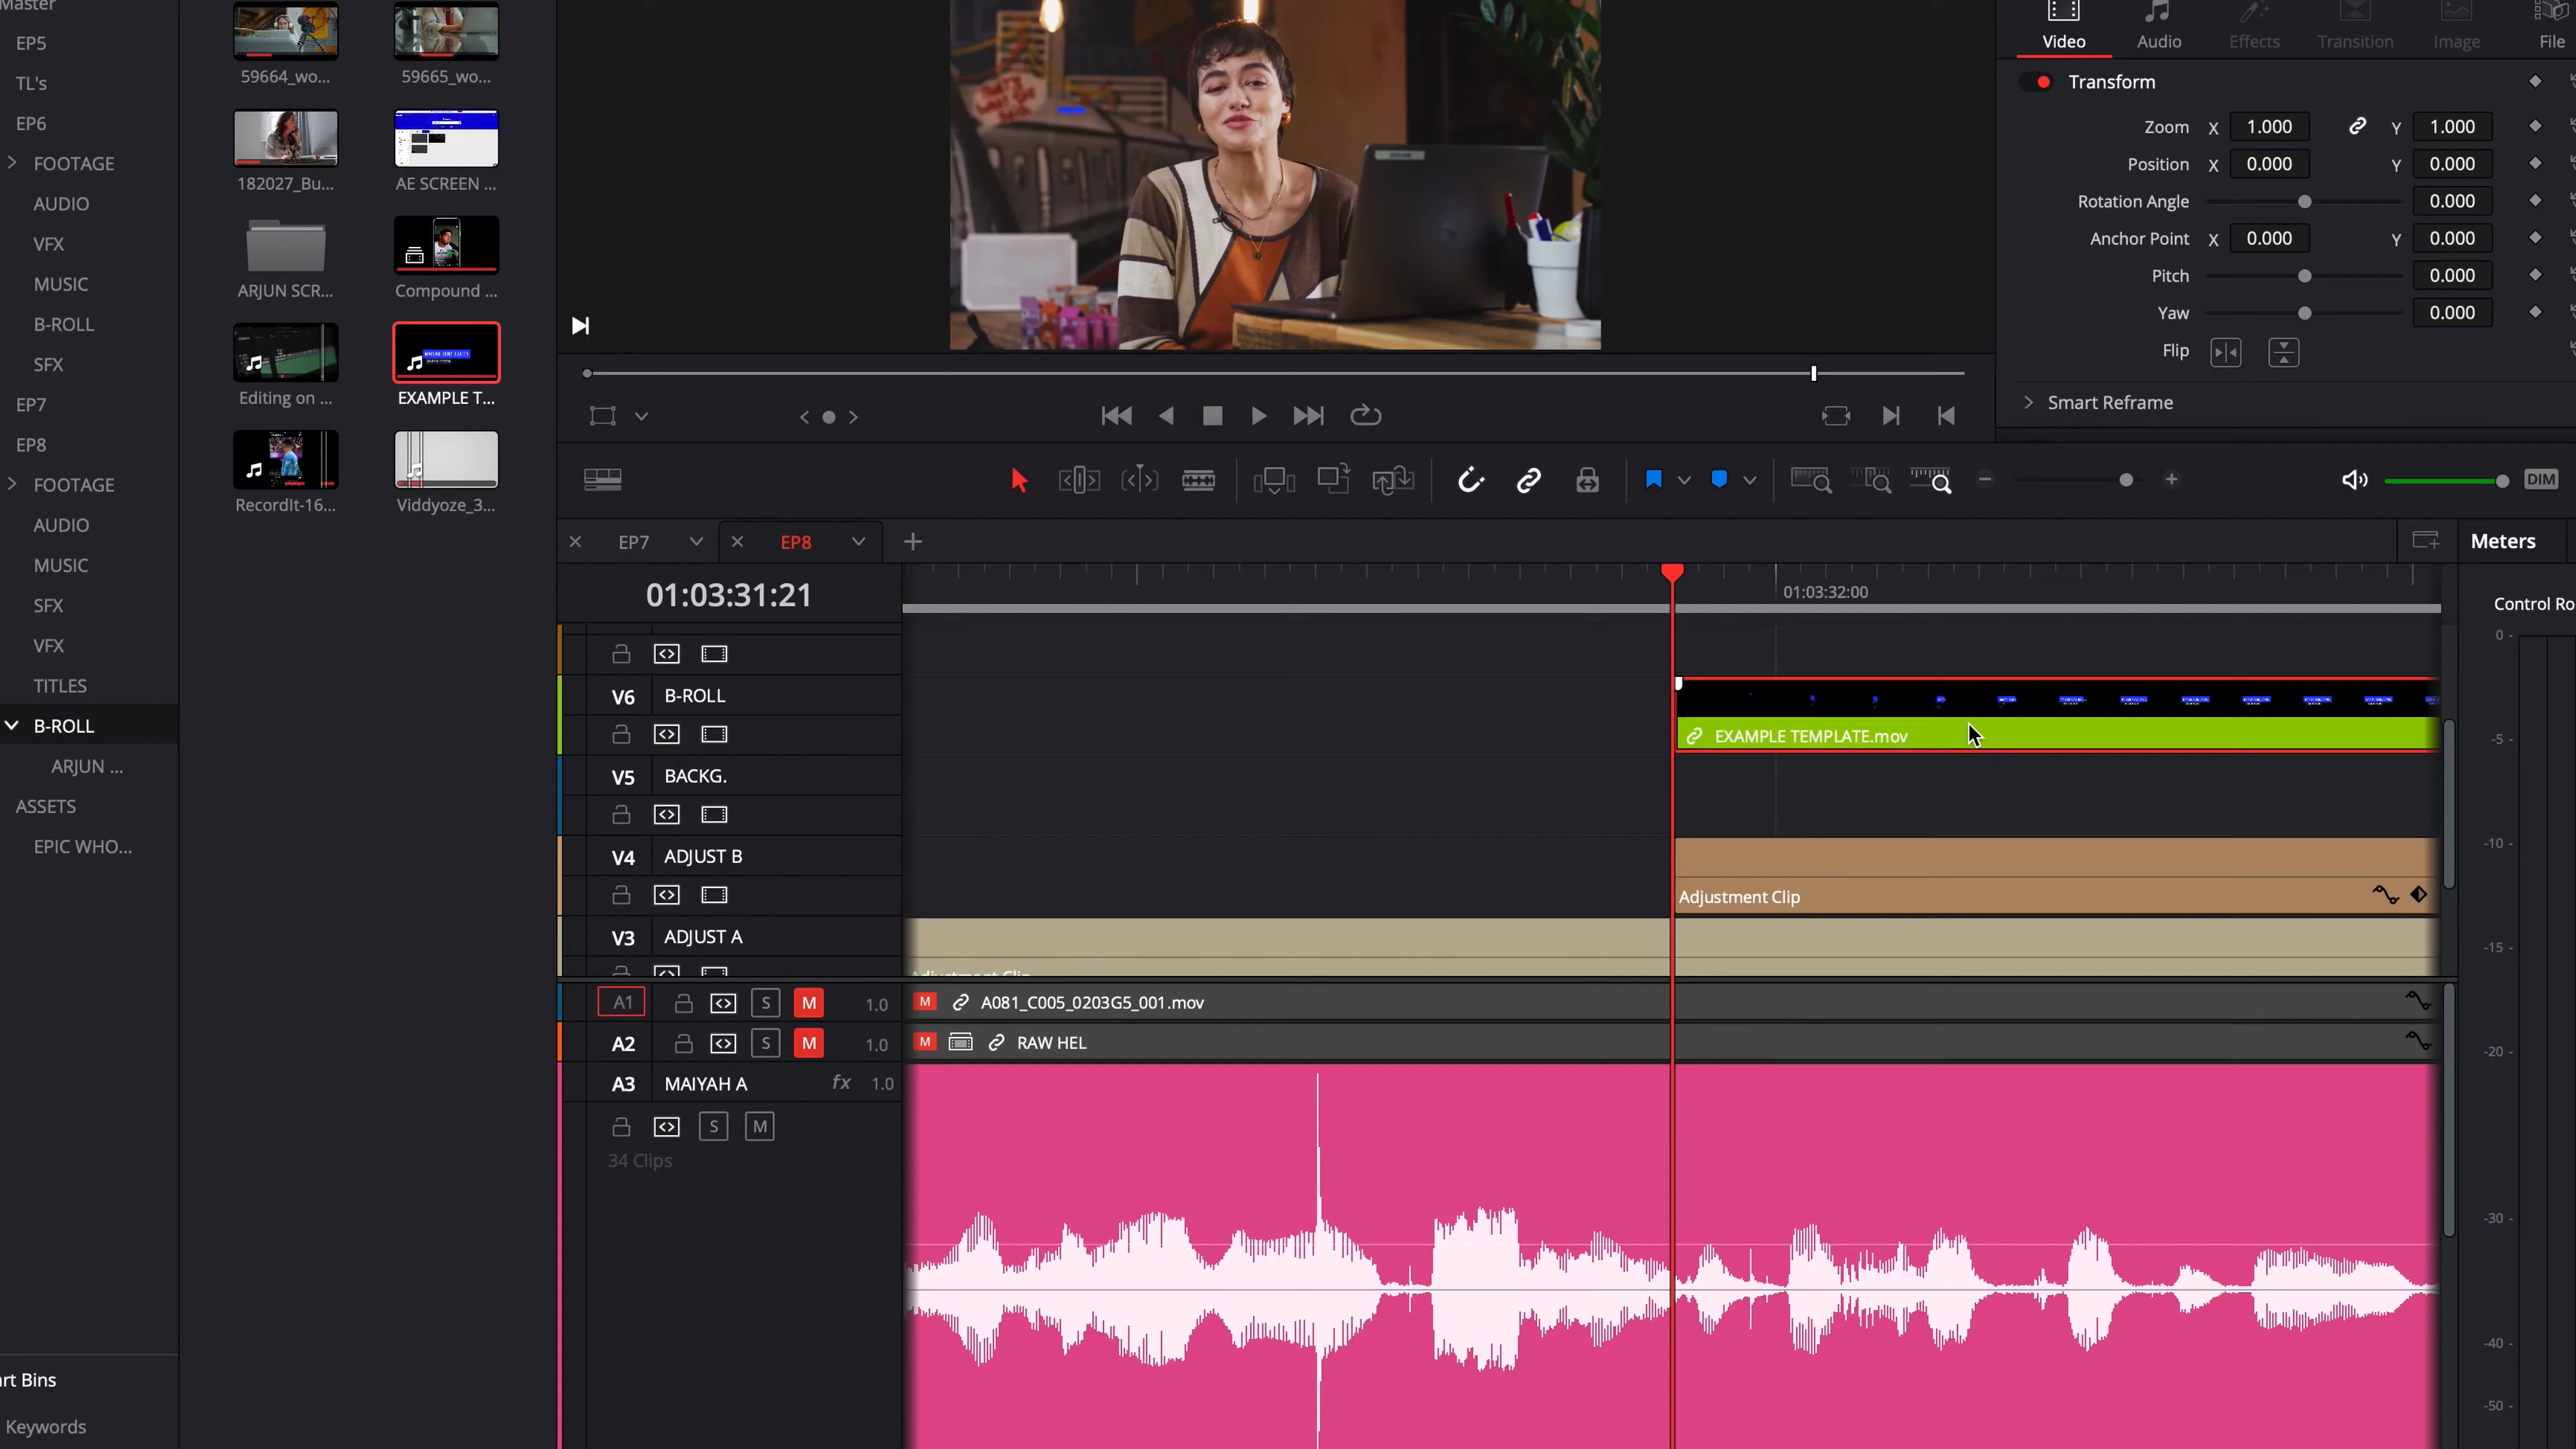 Master
EP5
TL's
EP6
FOOTAGE
AUDIO
VFX
MUSIC
B-ROLL
SFX
EP7
EP8
FOOTAGE
AUDIO
MUSIC
SFX
VFX
TITLES
B-ROLL
ARJUN ...
ASSETS
EPIC WHO...
rt Bins
Keywords
59664_wo...
59665_wo...
182027_Bu...
AE SCREEN ...
ARJUN SCR...
Compound ...
Editing on ...
EXAMPLE T...
RecordIt-16...
Viddyoze_3...
Video
Audio
Effects
Transition
Image
File
Transform
Zoom X 1.000 Y 1.000
Position X 0.000 Y 0.000
Rotation Angle 0.000
Anchor Point X 0.000 Y 0.000
Pitch 0.000
Yaw 0.000
Flip
Smart Reframe
DIM
EP7
EP8
Meters
01:03:31:21
01:03:32:00
Control Ro
V6 B-ROLL
EXAMPLE TEMPLATE.mov
V5 BACKG.
V4 ADJUST B
Adjustment Clip
V3 ADJUST A
Adjustment Clip
A1 S M 1.0
M A081_C005_0203G5_001.mov
A2 S M 1.0
M RAW HEL
A3 MAIYAH A fx 1.0
S M
34 Clips
0
-5
-10
-15
-20
-30
-40
-50